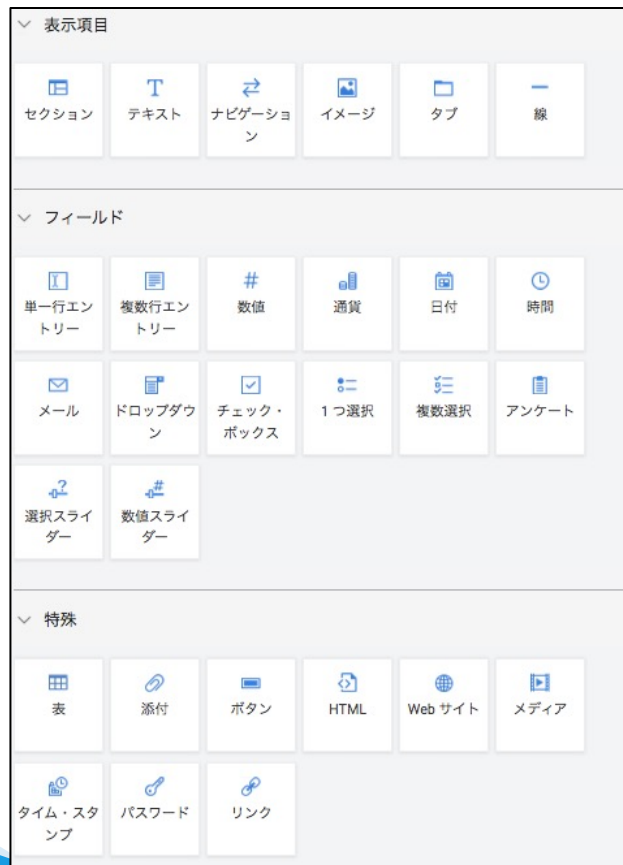 表示項目
セクション
テキスト
ナビゲーショ
ン
イメージ
タブ
線
フィールド
単一行エン
トリー
複数行エン
トリー
数値
通貨
日付
時間
メール
ドロップダウ
ン
チェック・
ボックス
1 つ選択
複数選択
アンケート
選択スライ
ダー
数値スライ
ダー
特殊
表
添付
ボタン
HTML
Web サイト
メディア
タイム・スタ
ンプ
パスワード
リンク